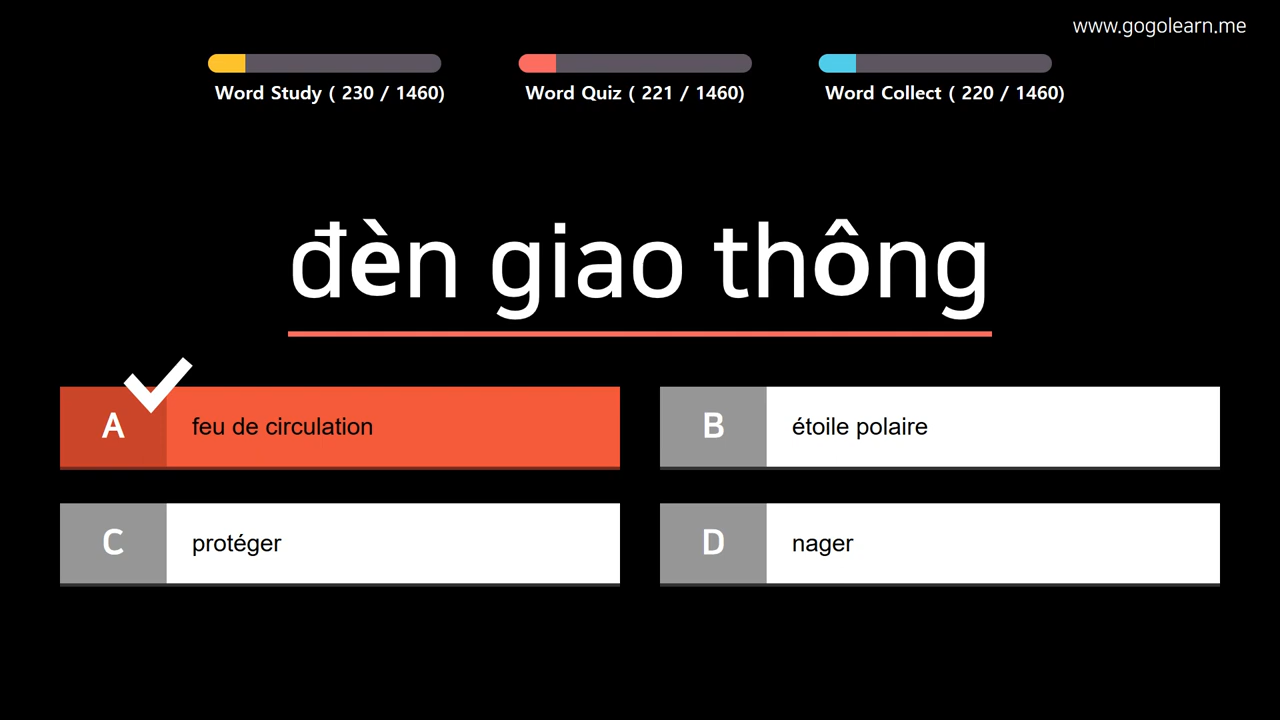 www.gogolearn.me
Word Study ( 230 / 1460)
Word Quiz ( 221 / 1460)
Word Collect ( 220 / 1460)
đèn giao thông
A feu de circulation
B étoile polaire
C protéger
D nager